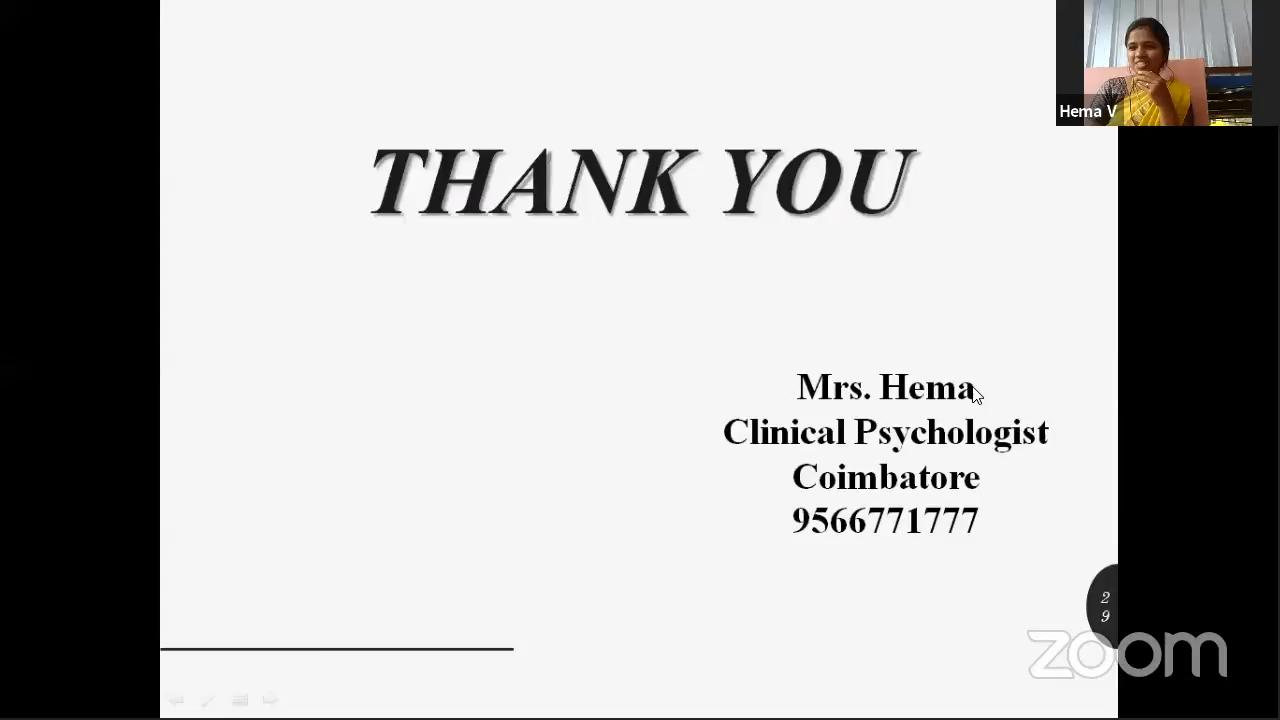 Hema V
THANK YOU
Mrs. Hema
Clinical Psychologist
Coimbatore
9566771777
2
9
zoom